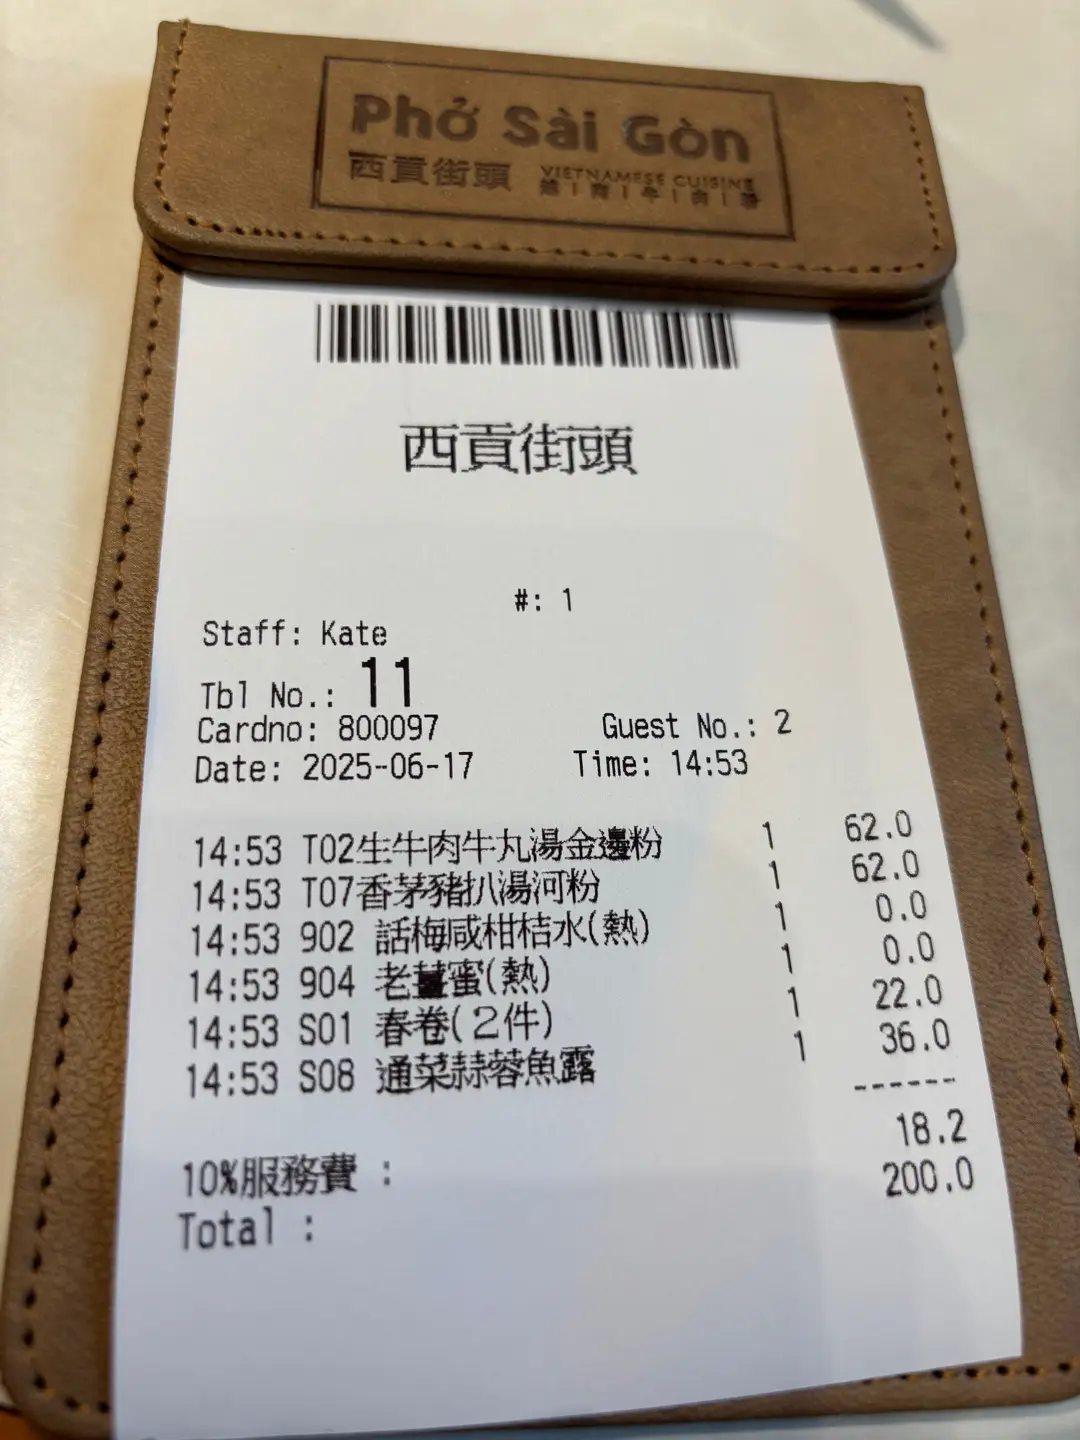 Phở Sài Gòn
西貢街頭 VIETNAMESE CUISINE
越|南|牛|肉|粉
西貢街頭
#: 1
Staff: Kate
Tbl No.: 11
Cardno: 800097 Guest No.: 2
Date: 2025-06-17 Time: 14:53
14:53 T02生牛肉牛丸湯金邊粉 1 62.0
14:53 T07香茅豬扒湯河粉 1 62.0
14:53 902 話梅咸柑桔水(熱) 1 0.0
14:53 904 老薑蜜(熱) 1 0.0
14:53 S01 春卷(2件) 1 22.0
14:53 S08 通菜蒜蓉魚露 1 36.0
------
10%服務費 : 18.2
Total : 200.0